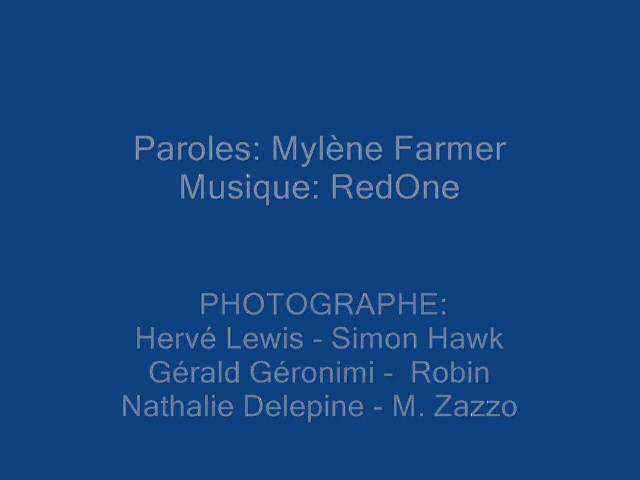 Paroles: Mylène Farmer
Musique: RedOne
PHOTOGRAPHE:
Hervé Lewis - Simon Hawk
Gérald Géronimi -  Robin
Nathalie Delepine - M. Zazzo